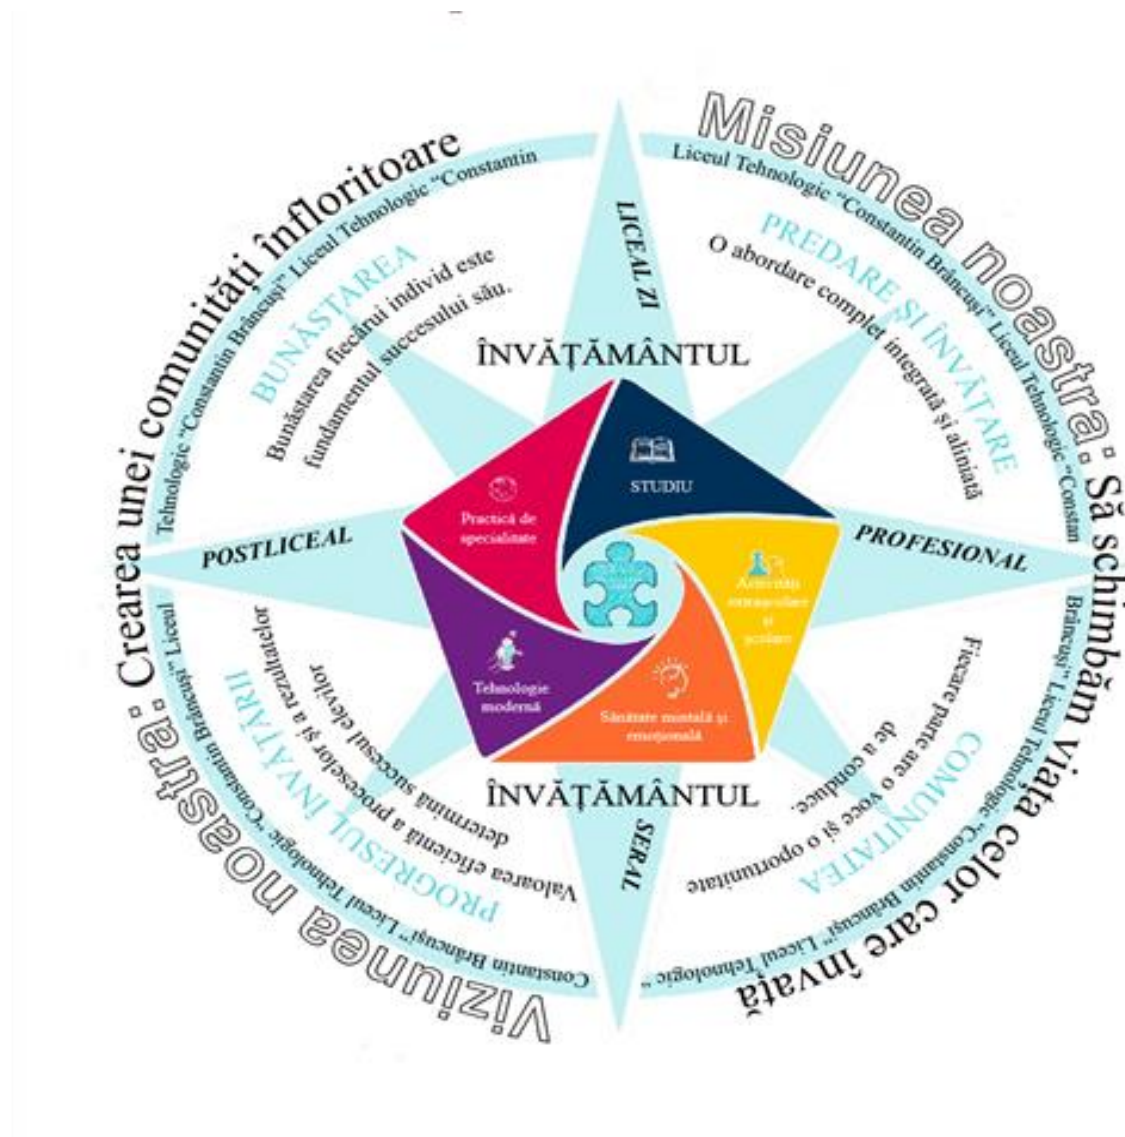 Misiunea noastra: Să schimbăm viața celor care învață
Viziunea noastra: Crearea unei comunități înfloritoare
Liceul Tehnologic “Constantin Brâncuși” Liceul Tehnologic “Constan
Brâncuși” Liceul Tehnologic “Constantin Brâncuși” Liceul Tehnologic “
Constantin Brâncuși” Liceul Tehnologic “Constantin Brâncuși” Liceul
Tehnologic “Constantin Brâncuși” Liceul Tehnologic “Constantin
BUNĂSTAREA
Bunăstarea fiecărui individ este
fundamentul succesului său.
PREDARE ȘI ÎNVĂȚARE
O abordare complet integrată și aliniată
LICEAL ZI
ÎNVĂȚĂMÂNTUL
POSTLICEAL
PROFESIONAL
STUDIU
Practică de
specialitate
Activități
extrașcolare
și
școlare
Tehnologie
modernă
Sănătate mentală și
emoțională
ÎNVĂȚĂMÂNTUL
SERAL
PROGRESUL ÎNVĂȚĂRII
Valoarea eficientă a proceselor și a rezultatelor
determină succesul elevilor
COMUNITATEA
Fiecare parte are o voce și o oportunitate
de a conduce.